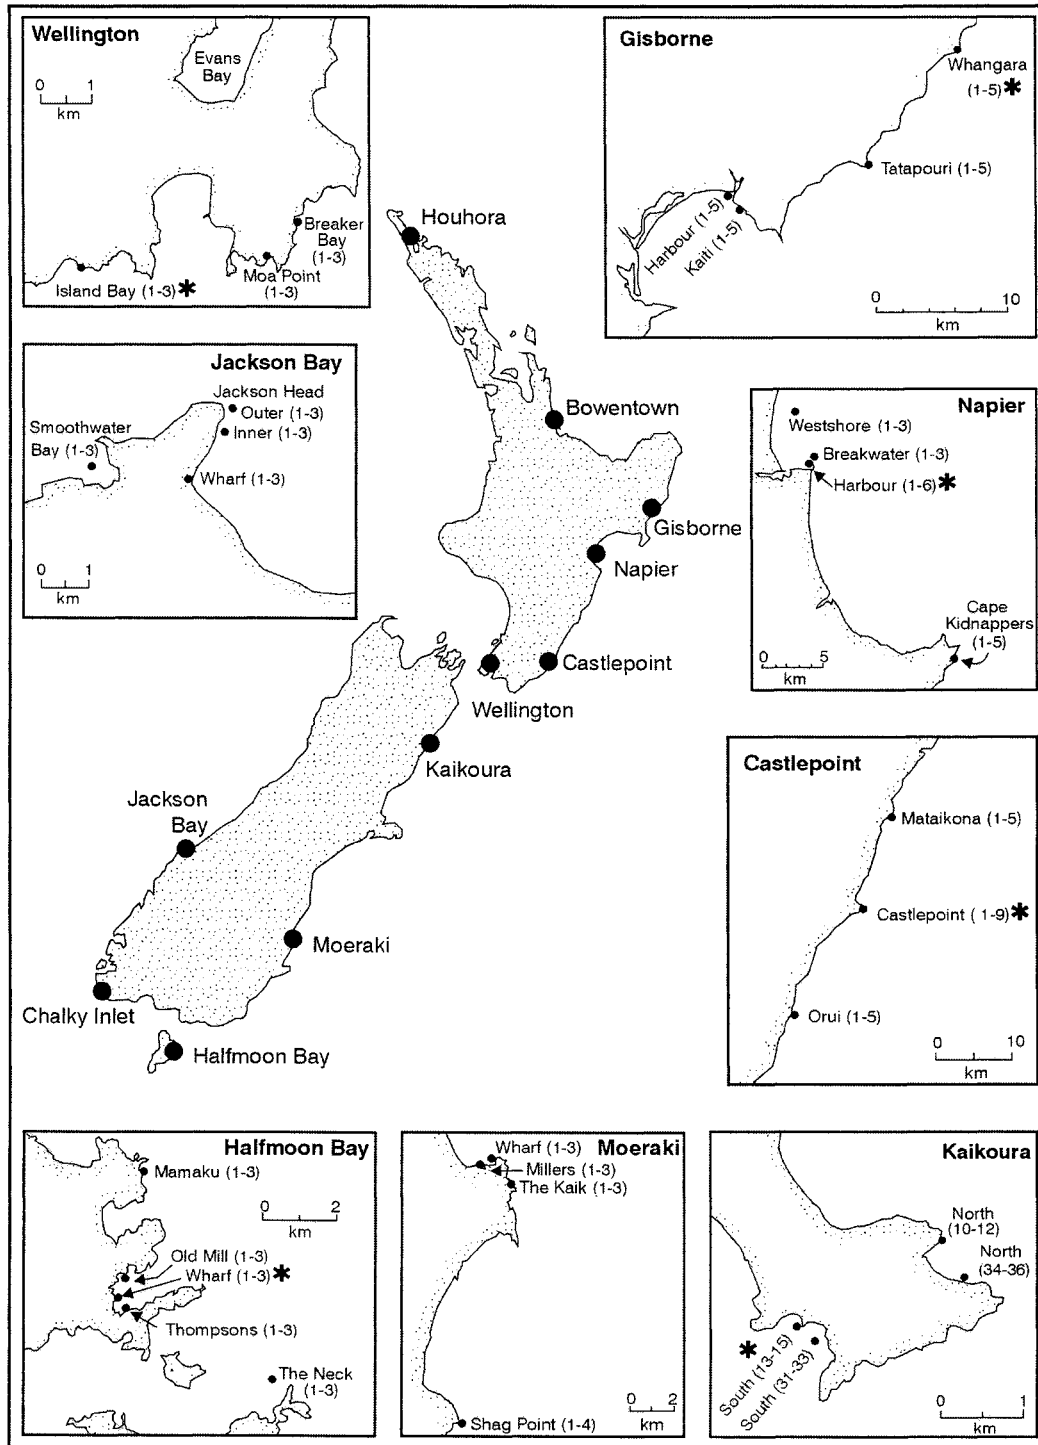 Wellington
Evans
Bay
0 1
km
Breaker
Bay
(1-3)
Moa Point
(1-3)
Island Bay (1-3)*
Gisborne
Whangara
(1-5)*
Tatapouri (1-5)
Harbour (1-5)
Kaiti (1-5)
0 10
km
Jackson Bay
Jackson Head
Outer (1-3)
Inner (1-3)
Smoothwater
Bay (1-3)
Wharf (1-3)
0 1
km
Napier
Westshore (1-3)
Breakwater (1-3)
Harbour (1-6)*
Cape
Kidnappers
(1-5)
0 5
km
Houhora
Bowentown
Gisborne
Napier
Castlepoint
Wellington
Kaikoura
Jackson
Bay
Moeraki
Chalky Inlet
Halfmoon Bay
Castlepoint
Mataikona (1-5)
Castlepoint ( 1-9)*
Orui (1-5)
0 10
km
Halfmoon Bay
Mamaku (1-3)
0 2
km
Old Mill (1-3)
Wharf (1-3)*
Thompsons (1-3)
The Neck
(1-3)
Moeraki
Wharf (1-3)
Millers (1-3)
The Kaik (1-3)
Shag Point (1-4)
0 2
km
Kaikoura
North
(10-12)
North
(34-36)
*
South (13-15)
South (31-33)
0 1
km